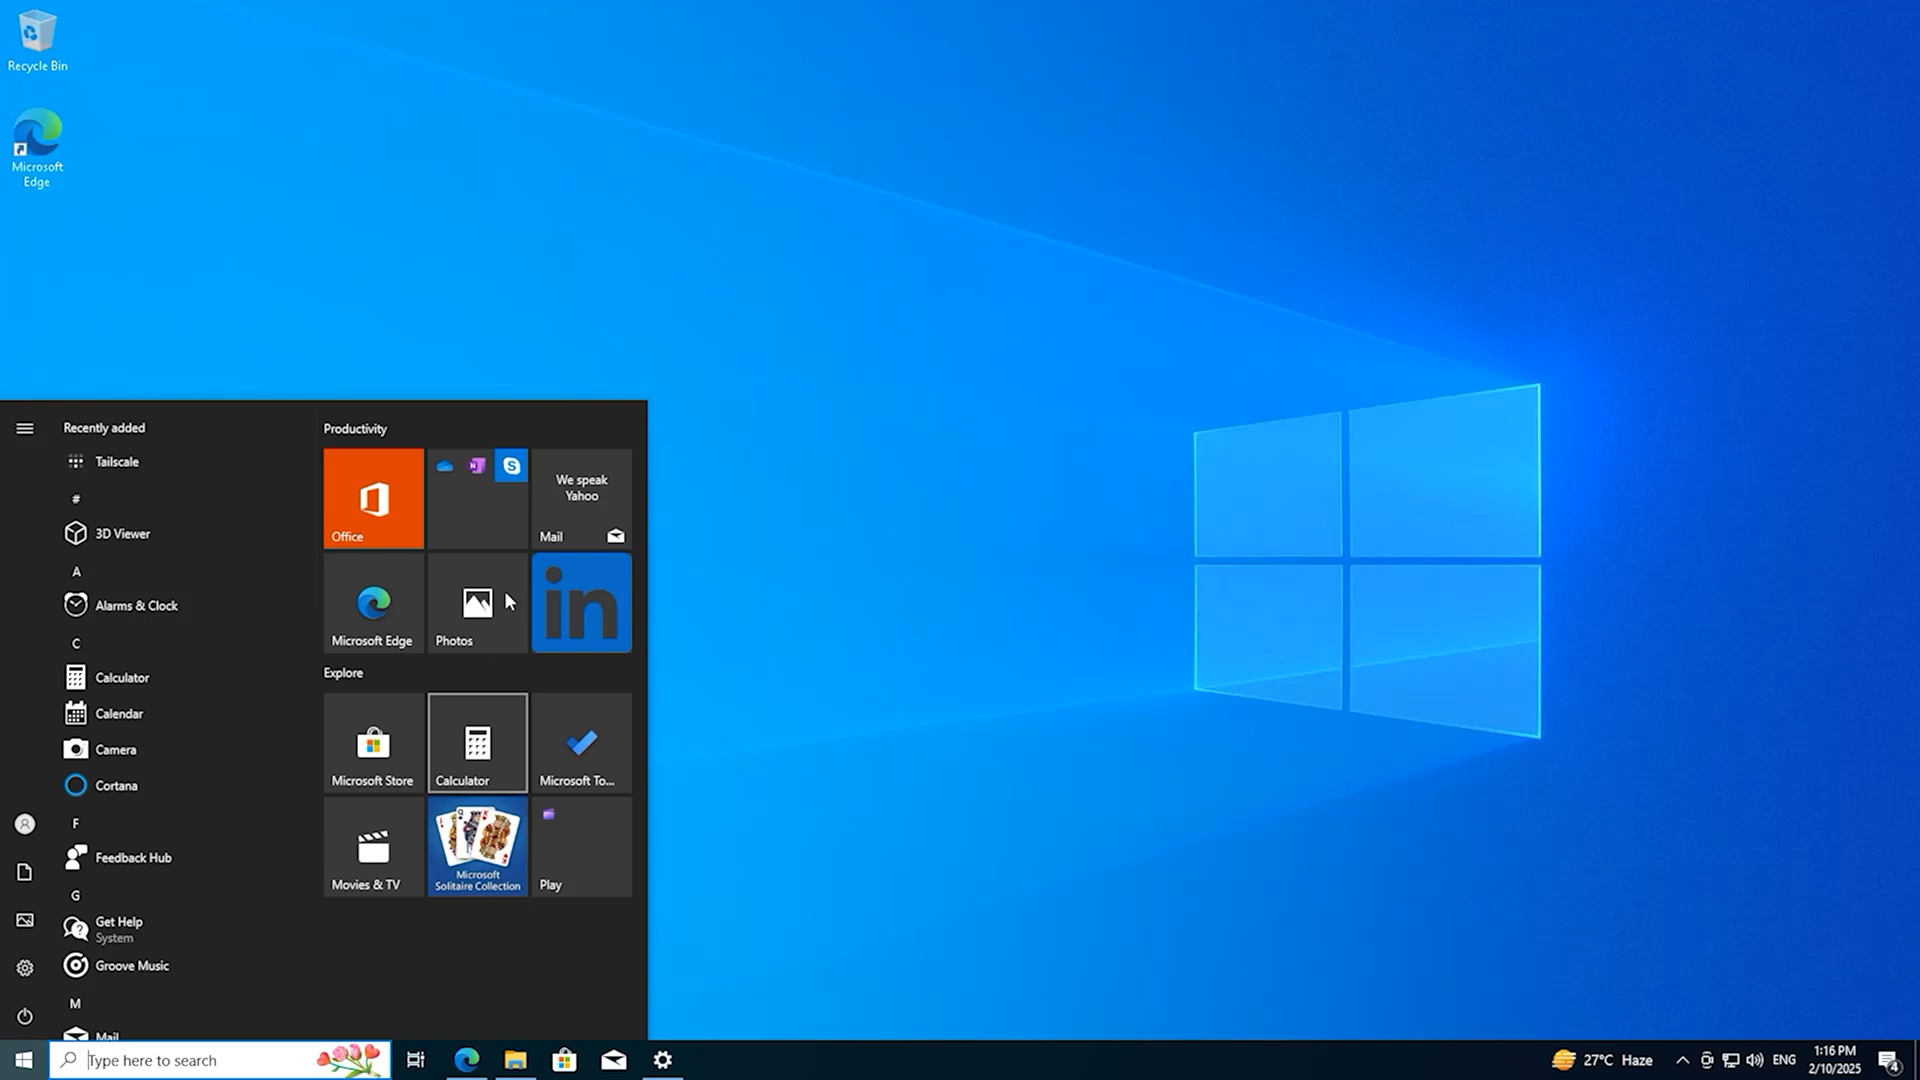 Recycle Bin
Microsoft
Edge
Recently added
Tailscale
#
3D Viewer
A
Alarms & Clock
C
Calculator
Calendar
Camera
Cortana
F
Feedback Hub
G
Get Help
System
Groove Music
M
Mail
Productivity
Office
We speak
Yahoo
Mail
Microsoft Edge
Photos
in
Explore
Microsoft Store
Calculator
Microsoft To...
Movies & TV
Microsoft
Solitaire Collection
Play
Type here to search
27°C Haze
ENG
1:16 PM
2/10/2025
4